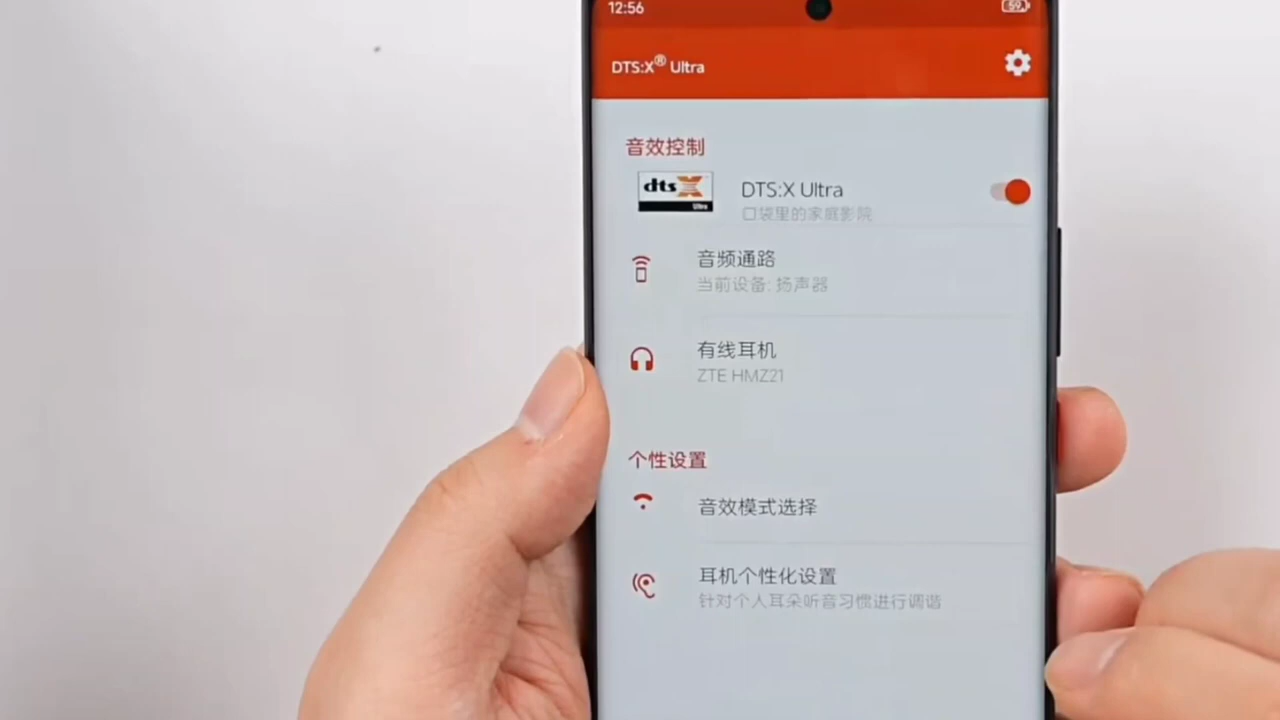 12:56
59
DTS:X® Ultra
音效控制
dts X
Ultra
DTS:X Ultra
口袋里的家庭影院
音频通路
当前设备: 扬声器
有线耳机
ZTE HMZ21
个性设置
音效模式选择
耳机个性化设置
针对个人耳朵听音习惯进行调谐